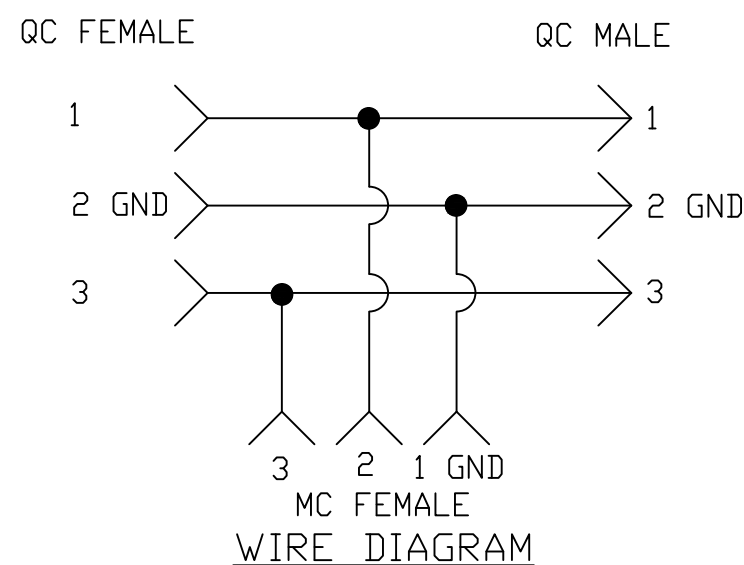 QC FEMALE
QC MALE
1
1
2 GND
2 GND
3
3
3
2
1 GND
MC FEMALE
WIRE DIAGRAM